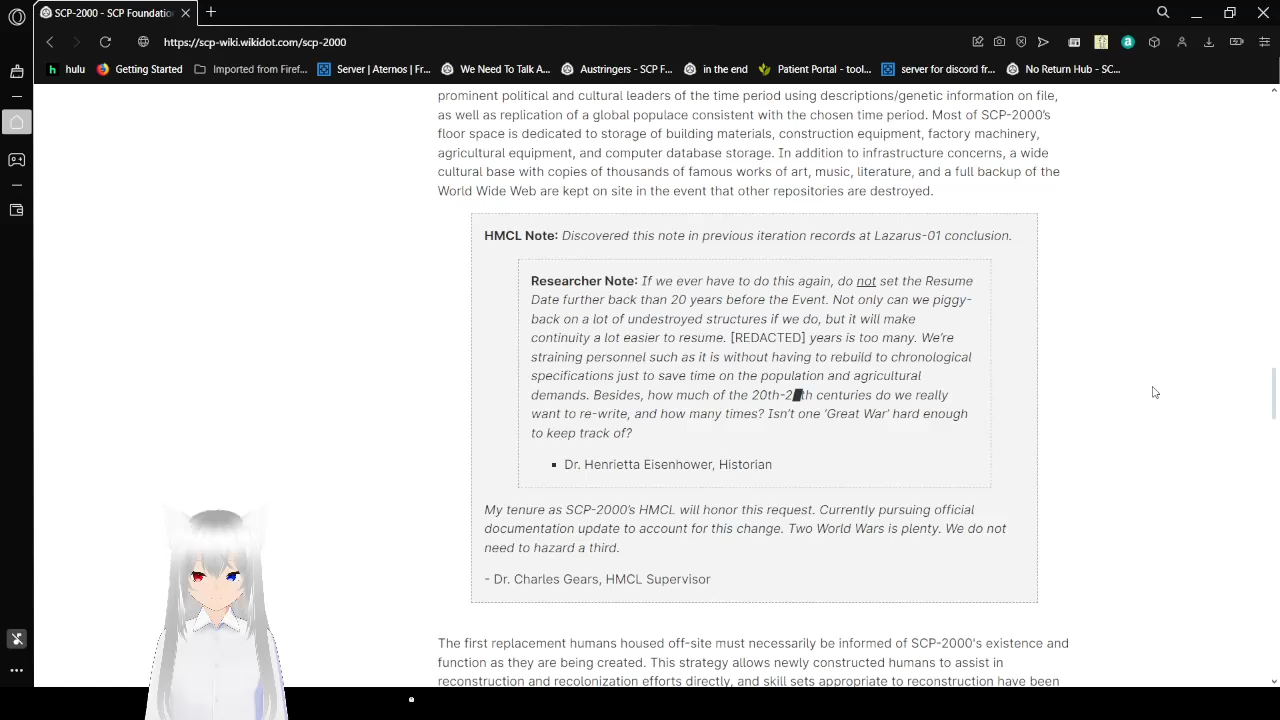 SCP-2000 - SCP Foundatio
https://scp-wiki.wikidot.com/scp-2000
hulu
Getting Started
Imported from Firef...
Server | Aternos | Fr...
We Need To Talk A...
Austringers - SCP F...
in the end
Patient Portal - tool...
server for discord fr...
No Return Hub - SC...
prominent political and cultural leaders of the time period using descriptions/genetic information on file,
as well as replication of a global populace consistent with the chosen time period. Most of SCP-2000's
floor space is dedicated to storage of building materials, construction equipment, factory machinery,
agricultural equipment, and computer database storage. In addition to infrastructure concerns, a wide
cultural base with copies of thousands of famous works of art, music, literature, and a full backup of the
World Wide Web are kept on site in the event that other repositories are destroyed.
HMCL Note: Discovered this note in previous iteration records at Lazarus-01 conclusion.
Researcher Note: If we ever have to do this again, do not set the Resume
Date further back than 20 years before the Event. Not only can we piggy-
back on a lot of undestroyed structures if we do, but it will make
continuity a lot easier to resume. [REDACTED] years is too many. We're
straining personnel such as it is without having to rebuild to chronological
specifications just to save time on the population and agricultural
demands. Besides, how much of the 20th-2█th centuries do we really
want to re-write, and how many times? Isn't one 'Great War' hard enough
to keep track of?
▪ Dr. Henrietta Eisenhower, Historian
My tenure as SCP-2000's HMCL will honor this request. Currently pursuing official
documentation update to account for this change. Two World Wars is plenty. We do not
need to hazard a third.
- Dr. Charles Gears, HMCL Supervisor
The first replacement humans housed off-site must necessarily be informed of SCP-2000's existence and
function as they are being created. This strategy allows newly constructed humans to assist in
reconstruction and recolonization efforts directly, and skill sets appropriate to reconstruction have been